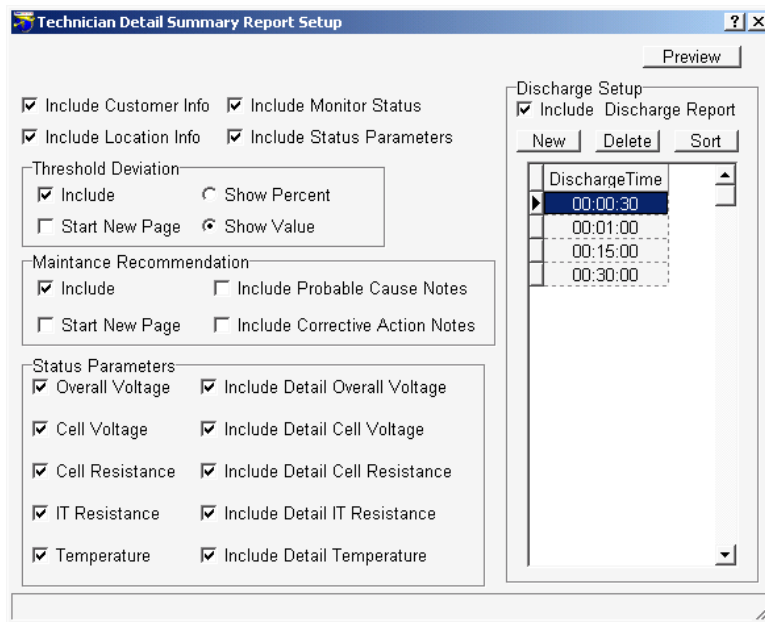 Technician Detail Summary Report Setup
Preview
Include Customer Info Include Monitor Status
Include Location Info Include Status Parameters
Threshold Deviation
Include Show Percent
Start New Page Show Value
Maintance Recommendation
Include Include Probable Cause Notes
Start New Page Include Corrective Action Notes
Status Parameters
Overall Voltage Include Detail Overall Voltage
Cell Voltage Include Detail Cell Voltage
Cell Resistance Include Detail Cell Resistance
IT Resistance Include Detail IT Resistance
Temperature Include Detail Temperature
Discharge Setup
Include Discharge Report
New Delete Sort
DischargeTime
00:00:30
00:01:00
00:15:00
00:30:00